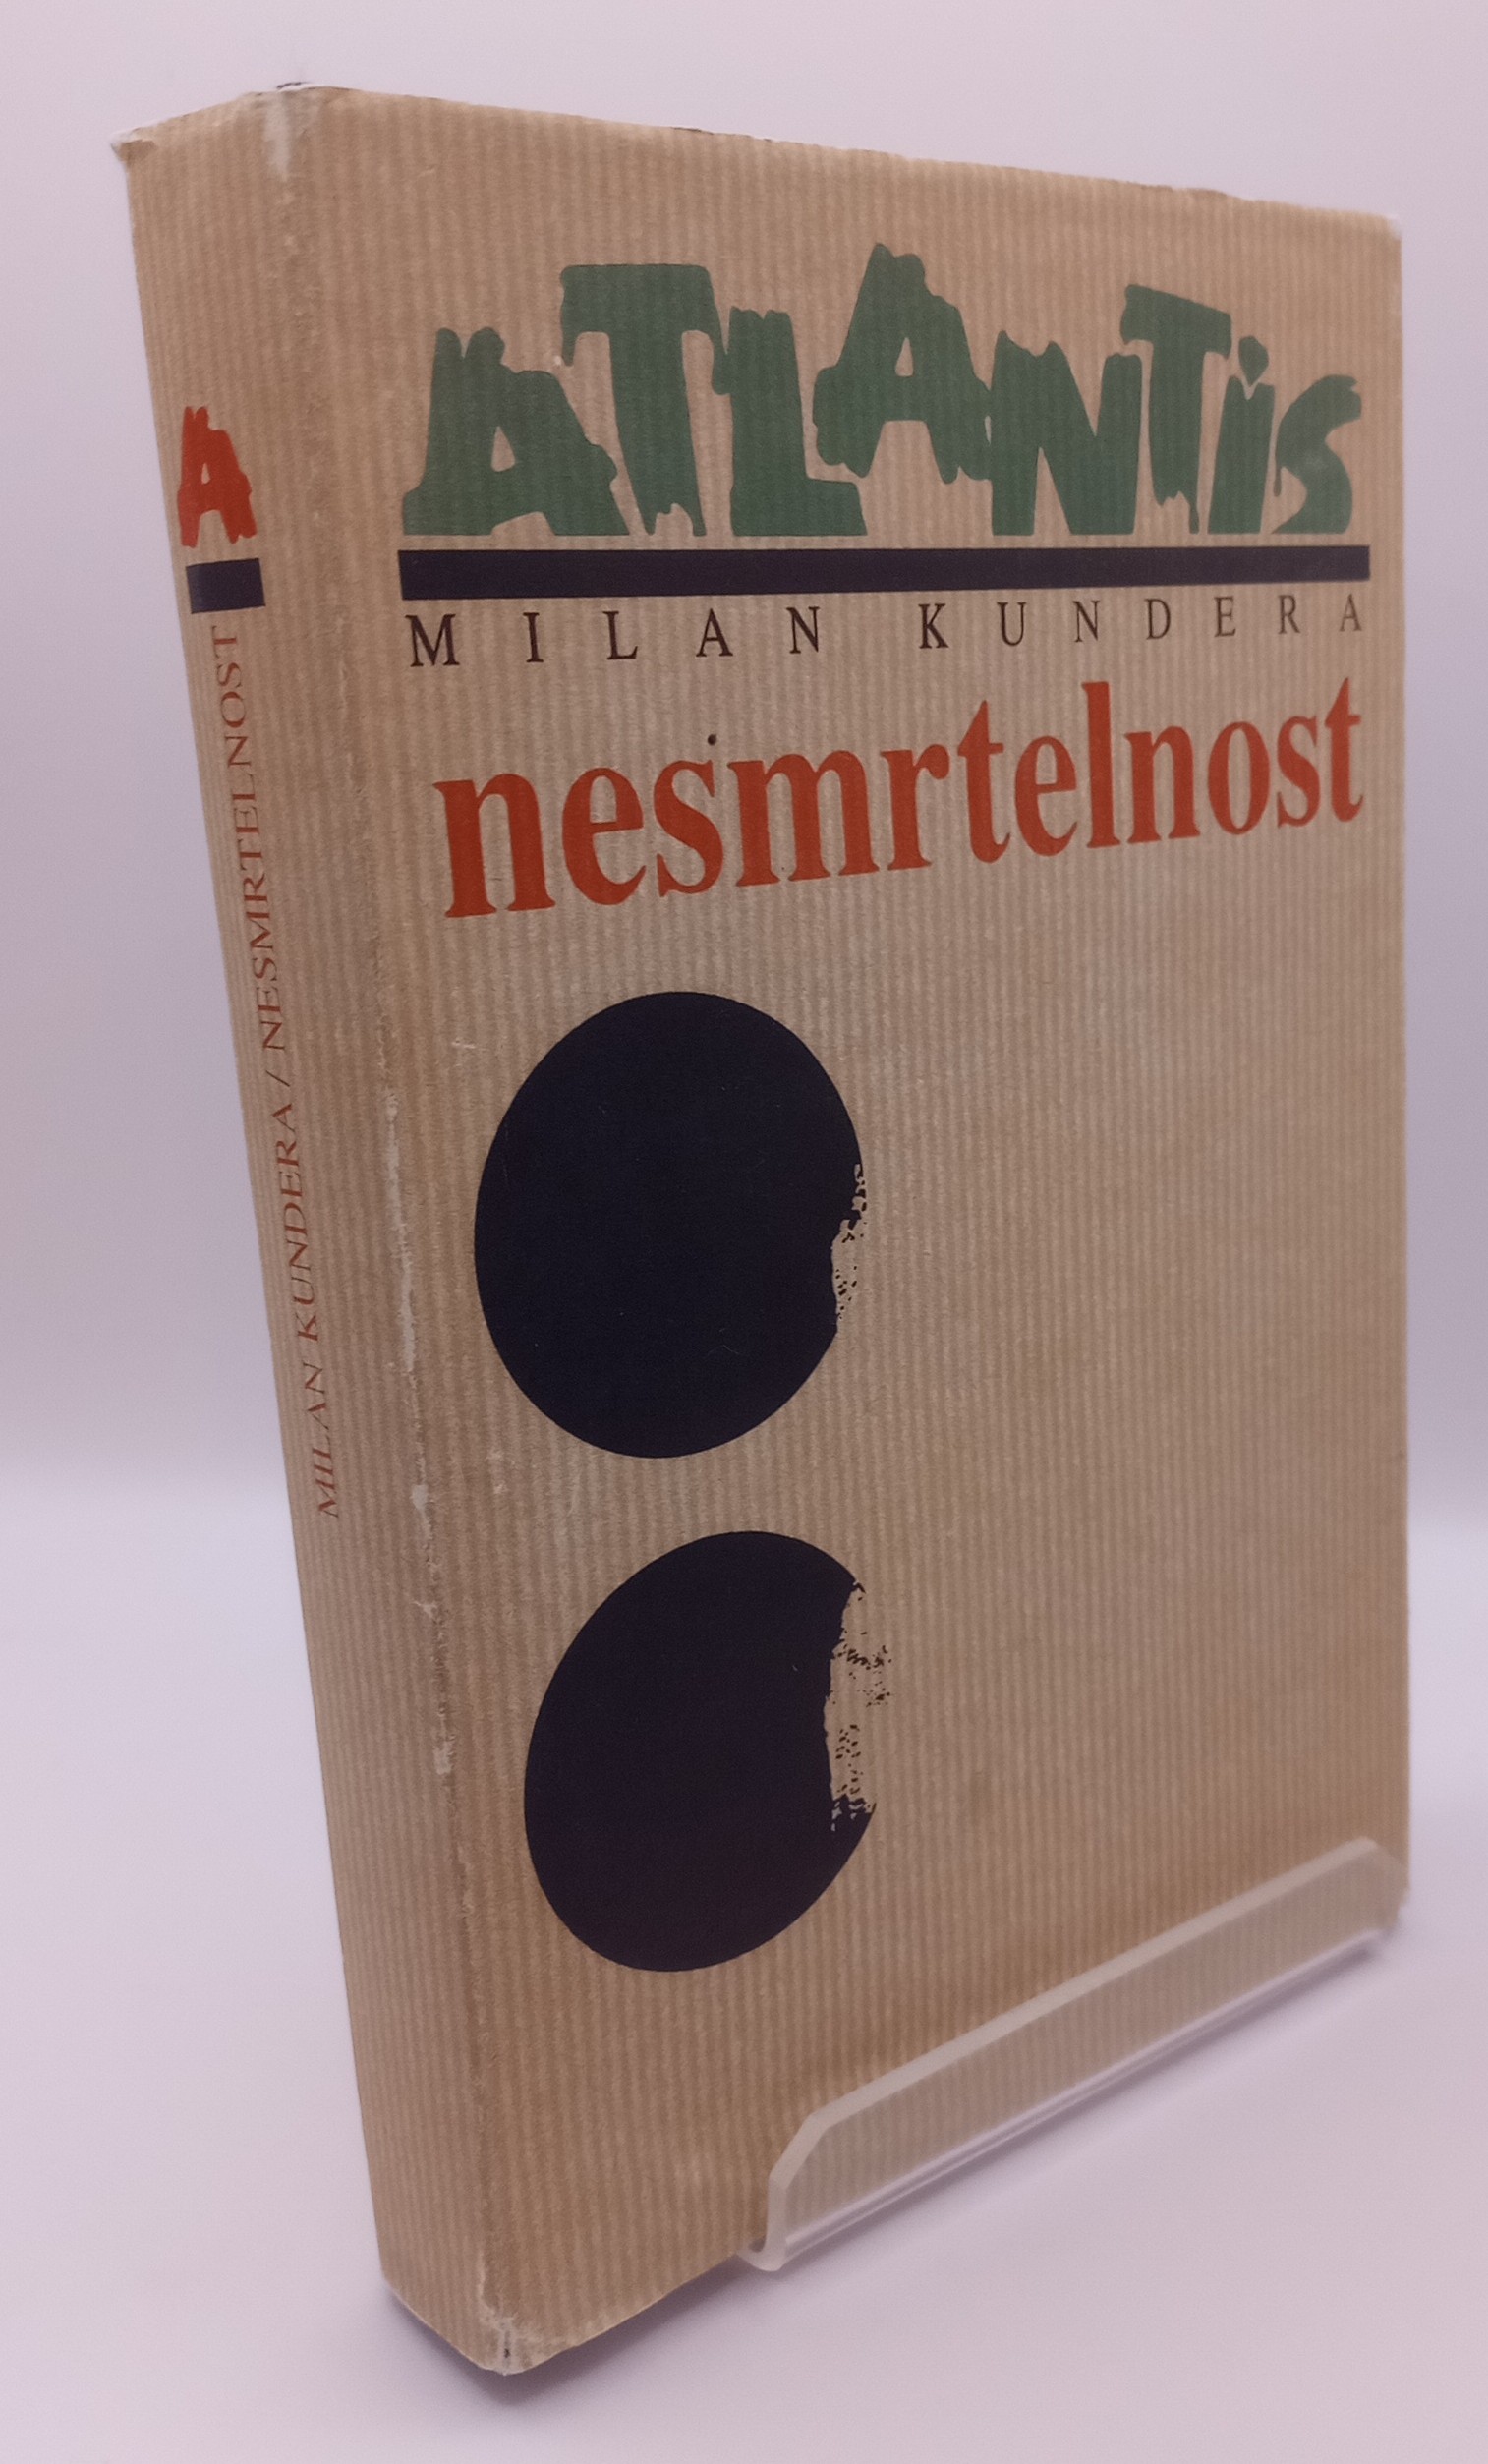 ATLANTiS
MILAN KUNDERA
nesmrtelnost
A
MILAN KUNDERA / NESMRTELNOST